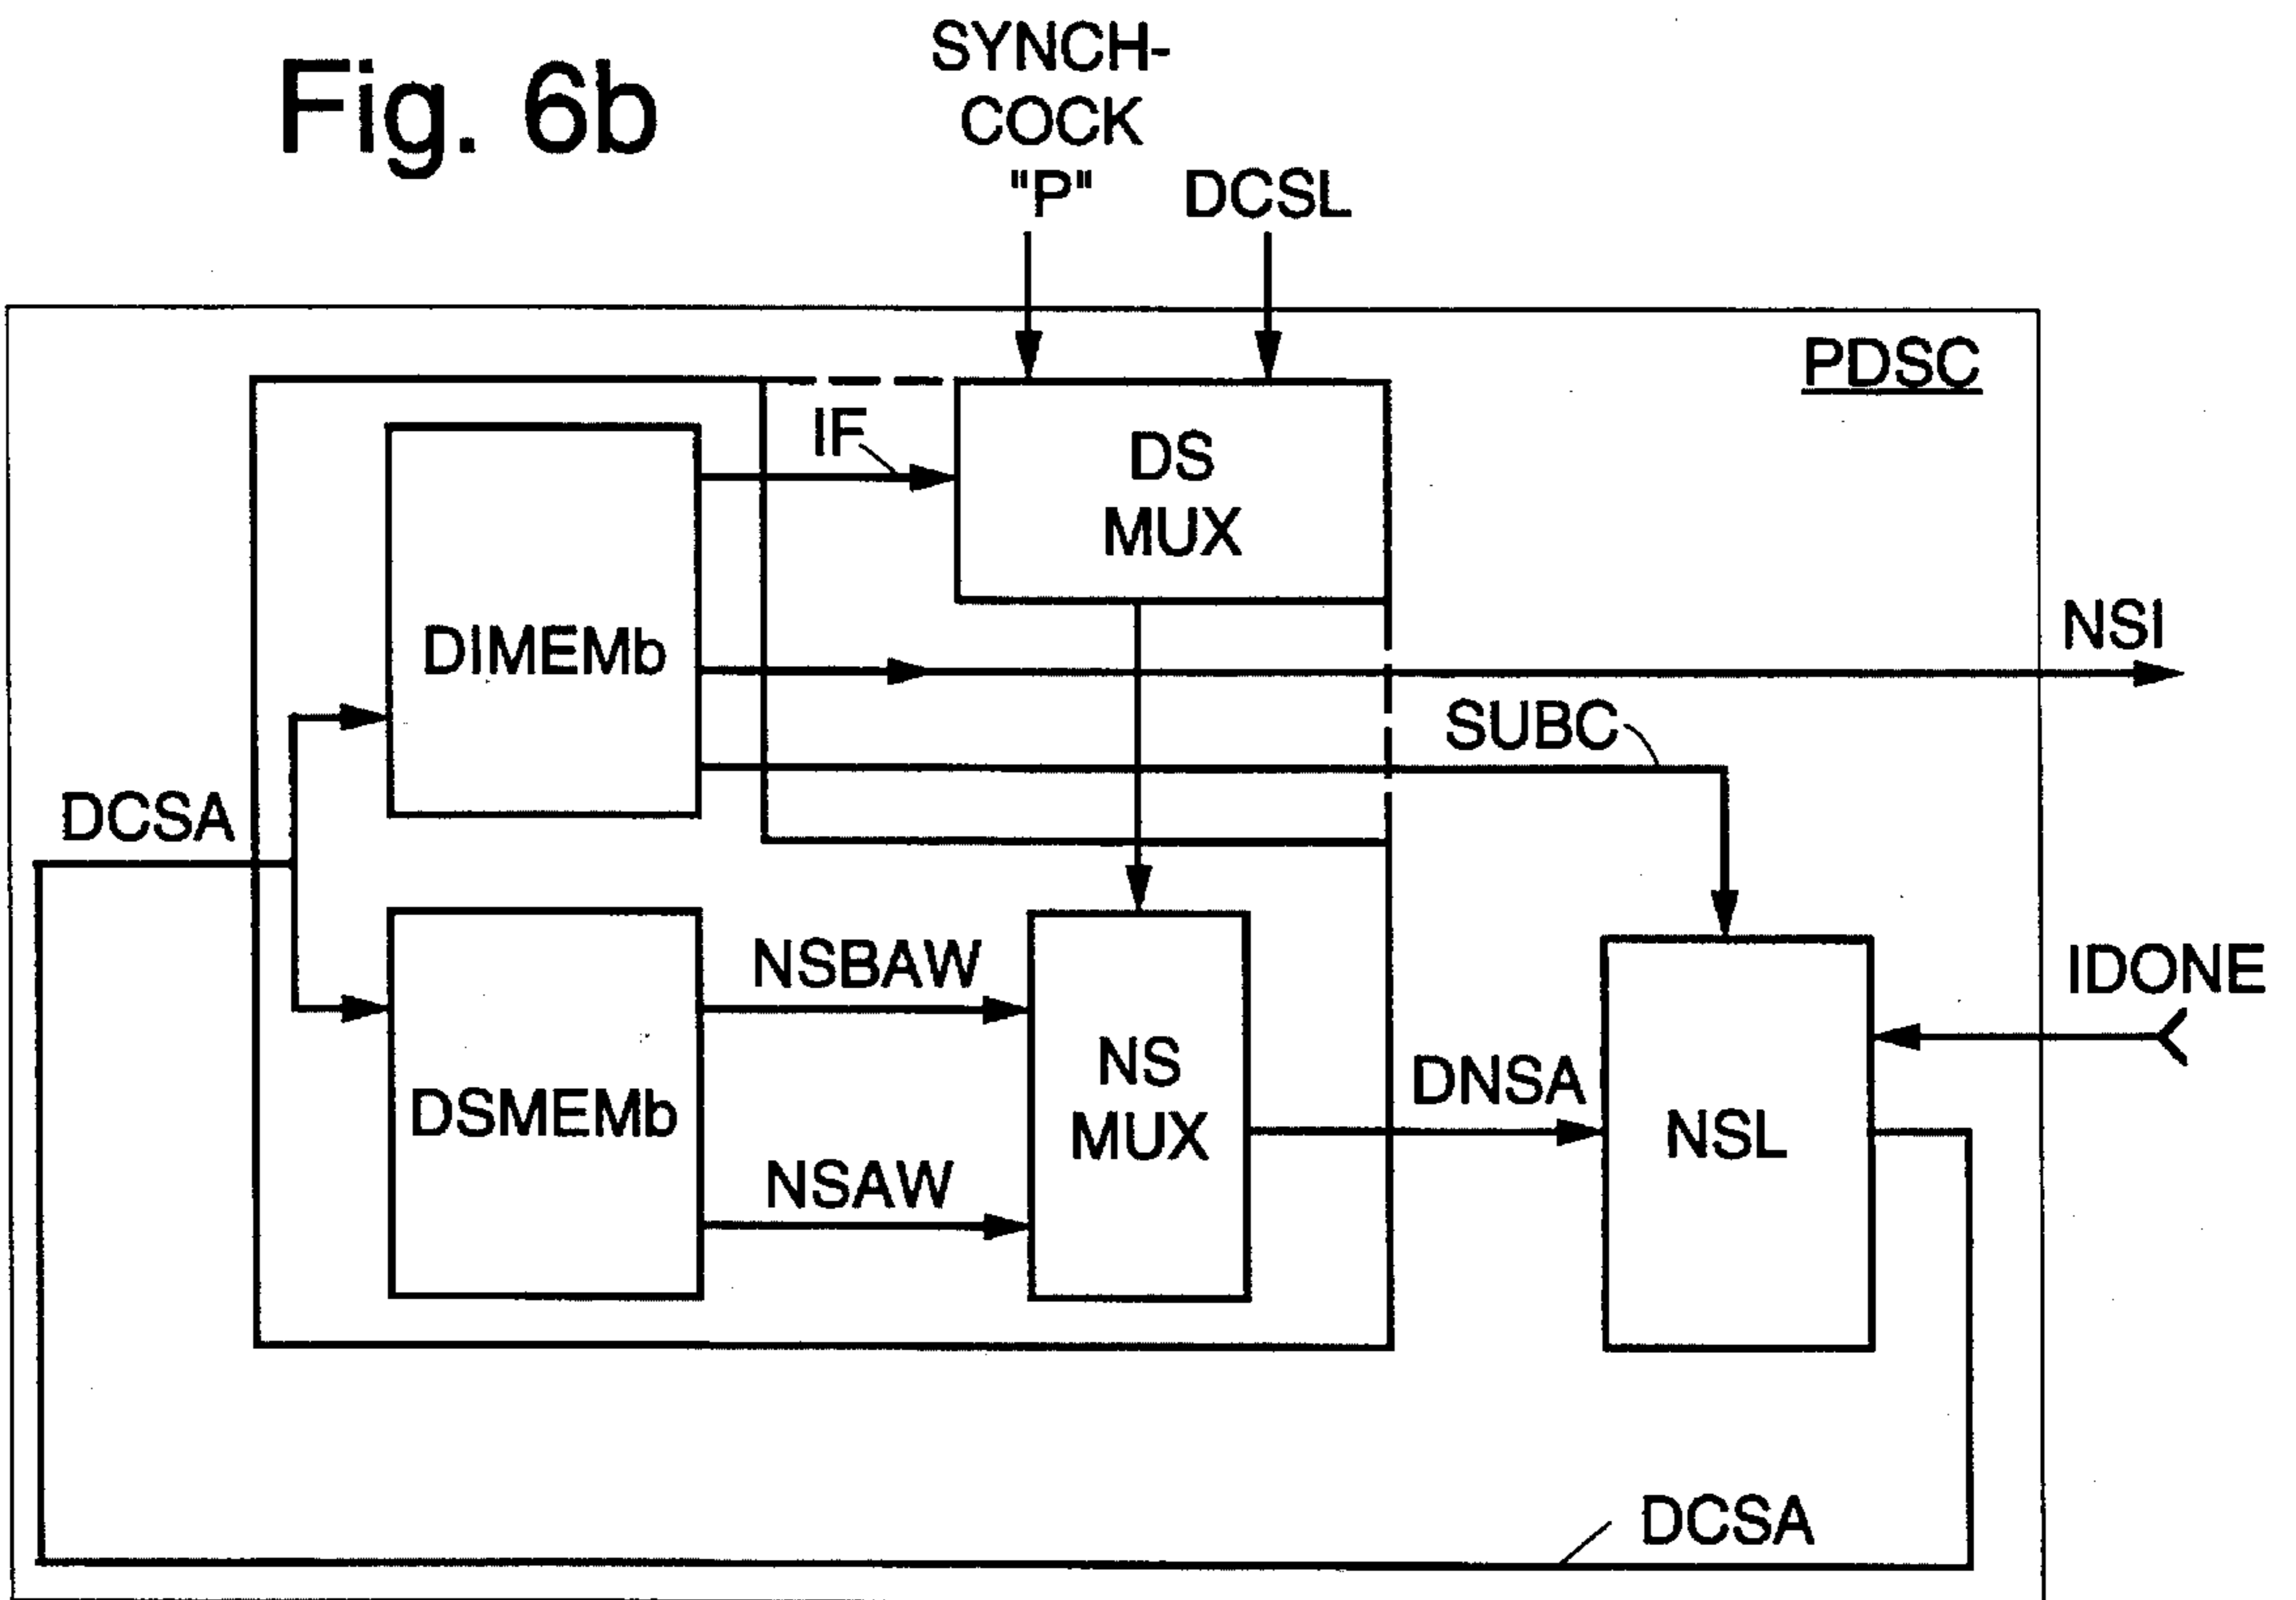 Fig. 6b
SYNCH-
COCK
"P"
DCSL
PDSC
IF
DS
MUX
DIMEMb
NSI
SUBC
DCSA
NSBAW
DSMEMb
NS
MUX
NSAW
DNSA
NSL
IDONE
DCSA